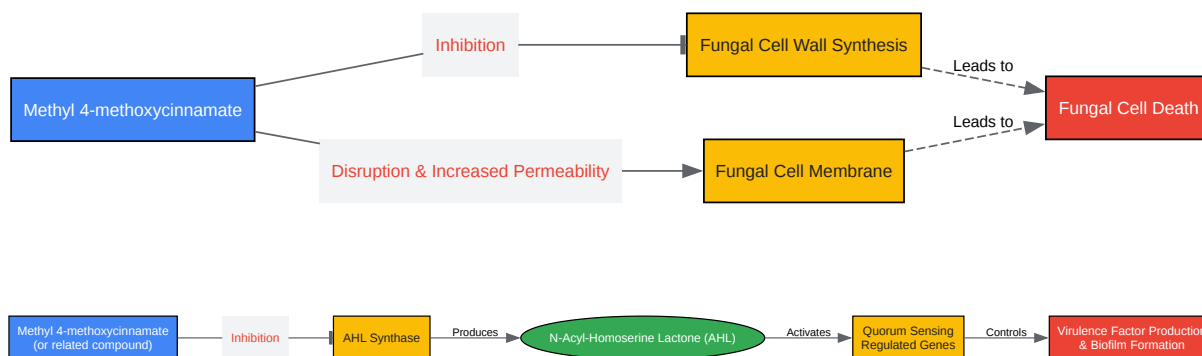 Inhibition
Fungal Cell Wall Synthesis
Leads to
Methyl 4-methoxycinnamate
Fungal Cell Death
Leads to
Disruption & Increased Permeability
Fungal Cell Membrane
Methyl 4-methoxycinnamate
(or related compound)
Inhibition
AHL Synthase
Produces
N-Acyl-Homoserine Lactone (AHL)
Activates
Quorum Sensing
Regulated Genes
Controls
Virulence Factor Production
& Biofilm Formation